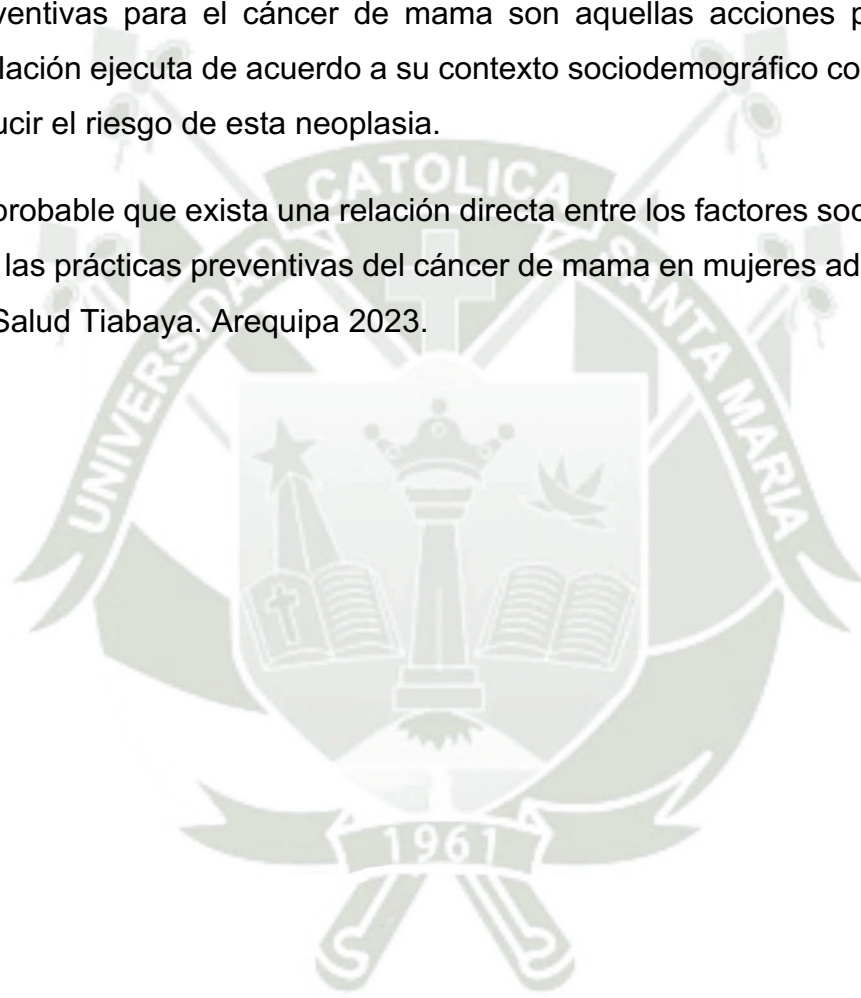 ventivas para el cáncer de mama son aquellas acciones p
lación ejecuta de acuerdo a su contexto sociodemográfico co
ucir el riesgo de esta neoplasia.
probable que exista una relación directa entre los factores soc
las prácticas preventivas del cáncer de mama en mujeres ad
Salud Tiabaya. Arequipa 2023.
CATOLICA
UNIVERSIDAD
SANTA MARIA
1961